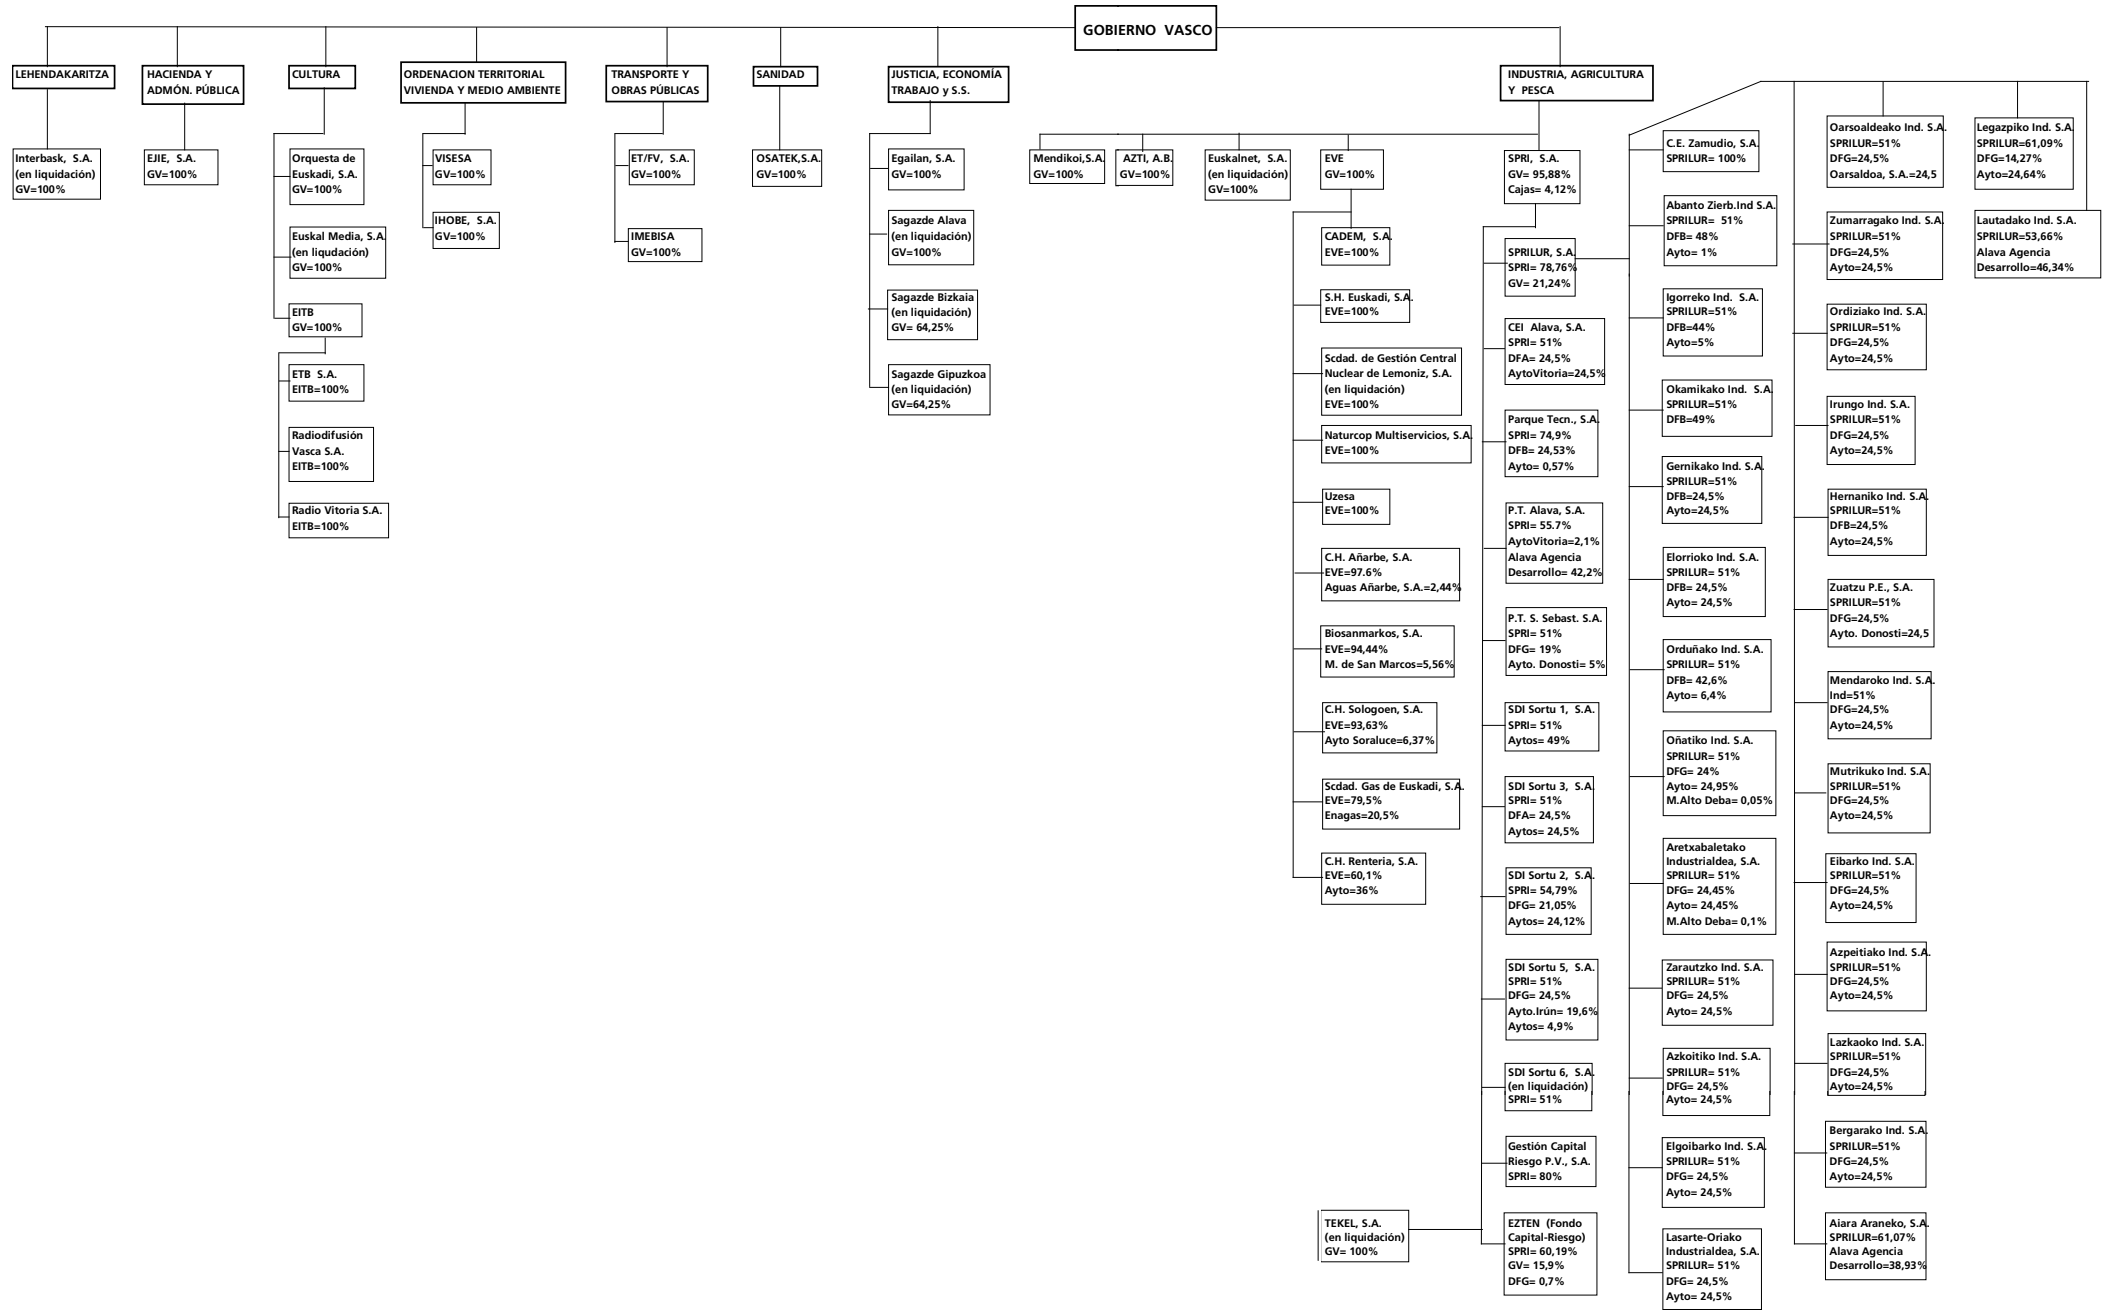 GOBIERNO VASCO
LEHENDAKARITZA
Interbask, S.A.
(en liquidación)
GV=100%
HACIENDA Y
ADMÓN. PÚBLICA
EJIE, S.A.
GV=100%
CULTURA
Orquesta de
Euskadi, S.A.
GV=100%
Euskal Media, S.A.
(en liqudación)
GV=100%
EITB
GV=100%
ETB S.A.
EITB=100%
Radiodifusión
Vasca S.A.
EITB=100%
Radio Vitoria S.A.
EITB=100%
ORDENACION TERRITORIAL
VIVIENDA Y MEDIO AMBIENTE
VISESA
GV=100%
IHOBE, S.A.
GV=100%
TRANSPORTE Y
OBRAS PÚBLICAS
ET/FV, S.A.
GV=100%
IMEBISA
GV=100%
SANIDAD
OSATEK,S.A.
GV=100%
JUSTICIA, ECONOMÍA
TRABAJO y S.S.
Egailan, S.A.
GV=100%
Sagazde Alava
(en liquidación)
GV=100%
Sagazde Bizkaia
(en liquidación)
GV= 64,25%
Sagazde Gipuzkoa
(en liquidación)
GV=64,25%
INDUSTRIA, AGRICULTURA
Y PESCA
Mendikoi,S.A.
GV=100%
AZTI, A.B.
GV=100%
Euskalnet, S.A.
(en liquidación)
GV=100%
EVE
GV=100%
CADEM, S.A.
EVE=100%
S.H. Euskadi, S.A.
EVE=100%
Scdad. de Gestión Central
Nuclear de Lemoniz, S.A.
(en liquidación)
EVE=100%
Naturcop Multiservicios, S.A.
EVE=100%
Uzesa
EVE=100%
C.H. Añarbe, S.A.
EVE=97.6%
Aguas Añarbe, S.A.=2,44%
Biosanmarkos, S.A.
EVE=94,44%
M. de San Marcos=5,56%
C.H. Sologoen, S.A.
EVE=93,63%
Ayto Soraluce=6,37%
Scdad. Gas de Euskadi, S.A.
EVE=79,5%
Enagas=20,5%
C.H. Renteria, S.A.
EVE=60,1%
Ayto=36%
TEKEL, S.A.
(en liquidación)
GV= 100%
SPRI, S.A.
GV= 95,88%
Cajas= 4,12%
SPRILUR, S.A.
SPRI= 78,76%
GV= 21,24%
CEI Alava, S.A.
SPRI= 51%
DFA= 24,5%
AytoVitoria=24,5%
Parque Tecn., S.A.
SPRI= 74,9%
DFB= 24,53%
Ayto= 0,57%
P.T. Alava, S.A.
SPRI= 55.7%
AytoVitoria=2,1%
Alava Agencia
Desarrollo= 42,2%
P.T. S. Sebast. S.A.
SPRI= 51%
DFG= 19%
Ayto. Donosti= 5%
SDI Sortu 1, S.A.
SPRI= 51%
Aytos= 49%
SDI Sortu 3, S.A.
SPRI= 51%
DFA= 24,5%
Aytos= 24,5%
SDI Sortu 2, S.A.
SPRI= 54,79%
DFG= 21,05%
Aytos= 24,12%
SDI Sortu 5, S.A.
SPRI= 51%
DFG= 24,5%
Ayto.Irún= 19,6%
Aytos= 4,9%
SDI Sortu 6, S.A.
(en liquidación)
SPRI= 51%
Gestión Capital
Riesgo P.V., S.A.
SPRI= 80%
EZTEN (Fondo
Capital-Riesgo)
SPRI= 60,19%
GV= 15,9%
DFG= 0,7%
C.E. Zamudio, S.A.
SPRILUR= 100%
Abanto Zierb.Ind S.A.
SPRILUR= 51%
DFB= 48%
Ayto= 1%
Igorreko Ind. S.A.
SPRILUR=51%
DFB=44%
Ayto=5%
Okamikako Ind. S.A.
SPRILUR=51%
DFB=49%
Gernikako Ind. S.A.
SPRILUR=51%
DFB=24,5%
Ayto=24,5%
Elorrioko Ind. S.A.
SPRILUR= 51%
DFB= 24,5%
Ayto= 24,5%
Orduñako Ind. S.A.
SPRILUR= 51%
DFB= 42,6%
Ayto= 6,4%
Oñatiko Ind. S.A.
SPRILUR= 51%
DFG= 24%
Ayto= 24,95%
M.Alto Deba= 0,05%
Aretxabaletako
Industrialdea, S.A.
SPRILUR= 51%
DFG= 24,45%
Ayto= 24,45%
M.Alto Deba= 0,1%
Zarautzko Ind. S.A.
SPRILUR= 51%
DFG= 24,5%
Ayto= 24,5%
Azkoitiko Ind. S.A.
SPRILUR= 51%
DFG= 24,5%
Ayto= 24,5%
Elgoibarko Ind. S.A.
SPRILUR= 51%
DFG= 24,5%
Ayto= 24,5%
Lasarte-Oriako
Industrialdea, S.A.
SPRILUR= 51%
DFG= 24,5%
Ayto= 24,5%
Oarsoaldeako Ind. S.A.
SPRILUR=51%
DFG=24,5%
Oarsaldoa, S.A.=24,5
Zumarragako Ind. S.A.
SPRILUR=51%
DFG=24,5%
Ayto=24,5%
Ordiziako Ind. S.A.
SPRILUR=51%
DFG=24,5%
Ayto=24,5%
Irungo Ind. S.A.
SPRILUR=51%
DFG=24,5%
Ayto=24,5%
Hernaniko Ind. S.A.
SPRILUR=51%
DFB=24,5%
Ayto=24,5%
Zuatzu P.E., S.A.
SPRILUR=51%
DFG=24,5%
Ayto. Donosti=24,5
Mendaroko Ind. S.A.
Ind=51%
DFG=24,5%
Ayto=24,5%
Mutrikuko Ind. S.A.
SPRILUR=51%
DFG=24,5%
Ayto=24,5%
Eibarko Ind. S.A.
SPRILUR=51%
DFG=24,5%
Ayto=24,5%
Azpeitiako Ind. S.A.
SPRILUR=51%
DFG=24,5%
Ayto=24,5%
Lazkaoko Ind. S.A.
SPRILUR=51%
DFG=24,5%
Ayto=24,5%
Bergarako Ind. S.A.
SPRILUR=51%
DFG=24,5%
Ayto=24,5%
Aiara Araneko, S.A.
SPRILUR=61,07%
Alava Agencia
Desarrollo=38,93%
Legazpiko Ind. S.A.
SPRILUR=61,09%
DFG=14,27%
Ayto=24,64%
Lautadako Ind. S.A.
SPRILUR=53,66%
Alava Agencia
Desarrollo=46,34%